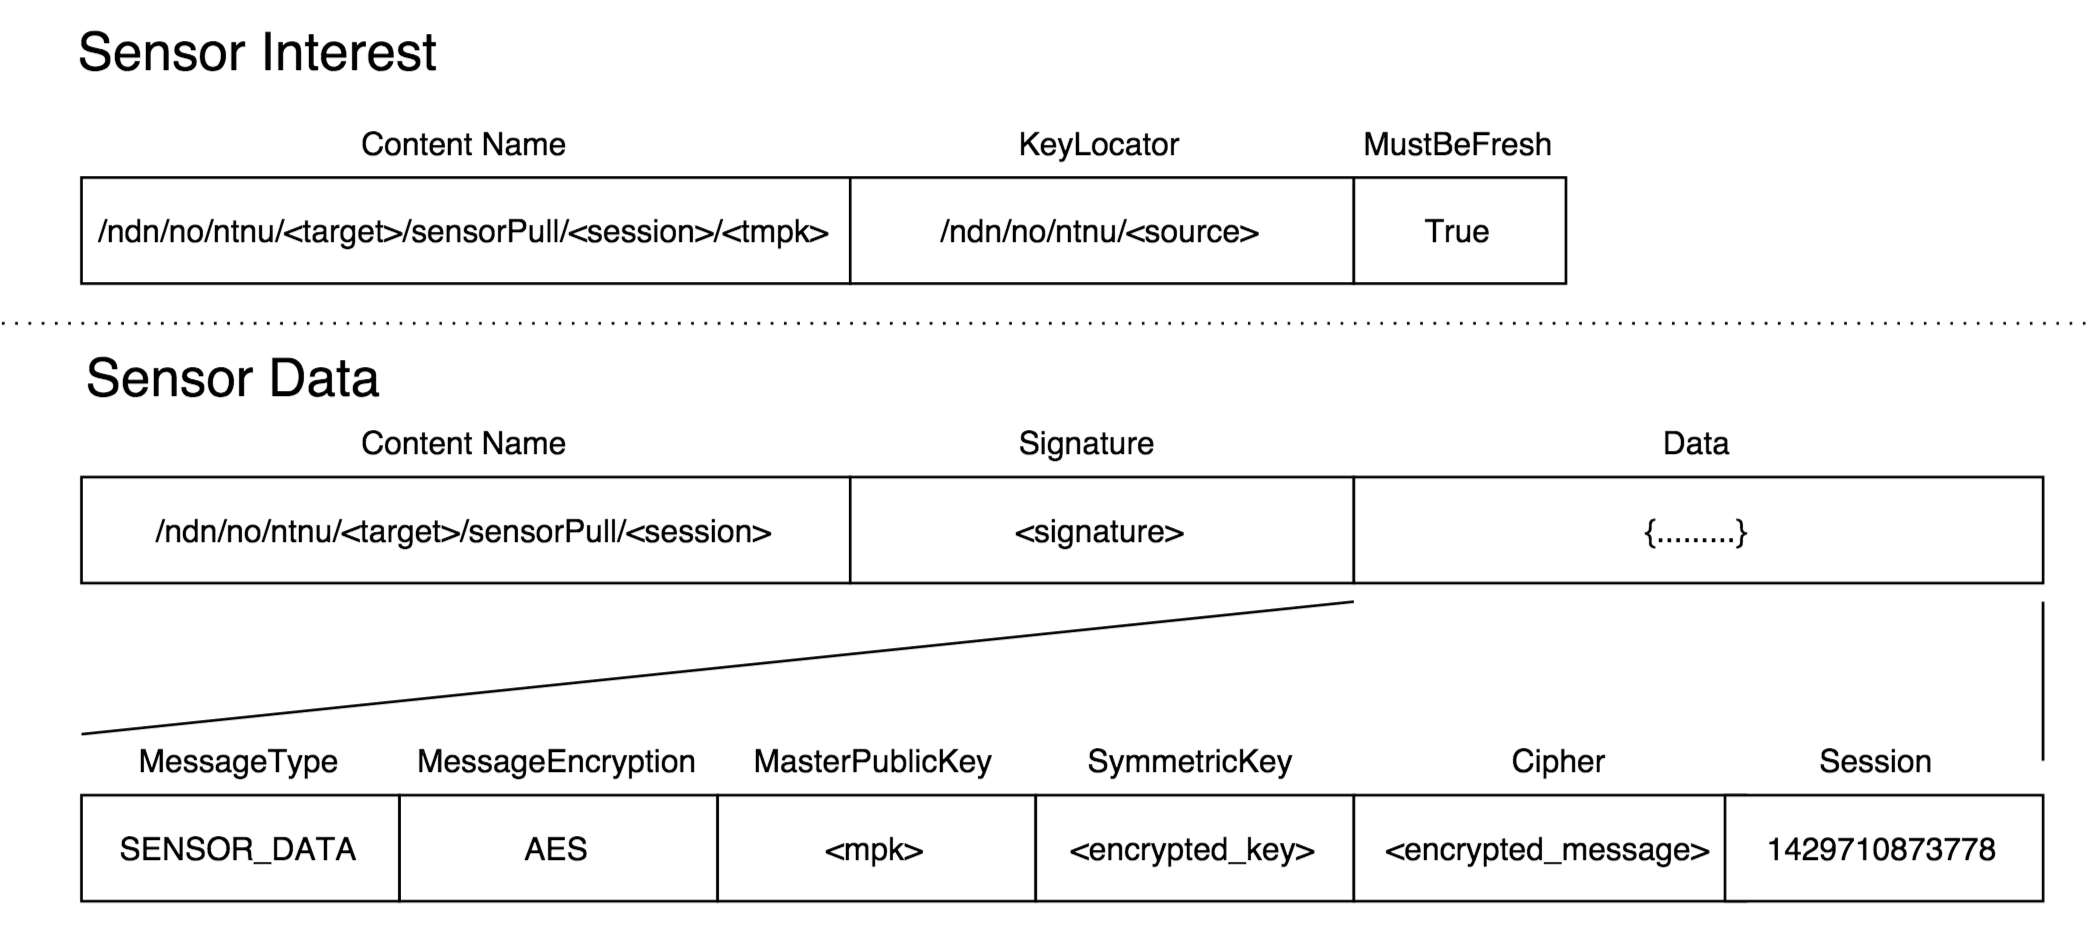 Sensor Interest
Content Name KeyLocator MustBeFresh
/ndn/no/ntnu/<target>/sensorPull/<session>/<tmpk> /ndn/no/ntnu/<source> True
Sensor Data
Content Name Signature Data
/ndn/no/ntnu/<target>/sensorPull/<session> <signature> {.........}
MessageType MessageEncryption MasterPublicKey SymmetricKey Cipher Session
SENSOR_DATA AES <mpk> <encrypted_key> <encrypted_message> 1429710873778